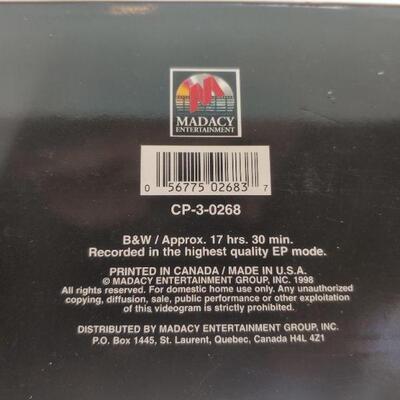 MADACY
ENTERTAINMENT
0 56775 02683 7
CP-3-0268
B&W / Approx. 17 hrs. 30 min.
Recorded in the highest quality EP mode.
PRINTED IN CANADA / MADE IN U.S.A.
© MADACY ENTERTAINMENT GROUP, INC. 1998
All rights reserved. For domestic home use only. Any unauthorized
copying, diffusion, sale, public performance or other exploitation
of this videogram is strictly prohibited.
DISTRIBUTED BY MADACY ENTERTAINMENT GROUP, INC.
P.O. Box 1445, St. Laurent, Quebec, Canada H4L 4Z1